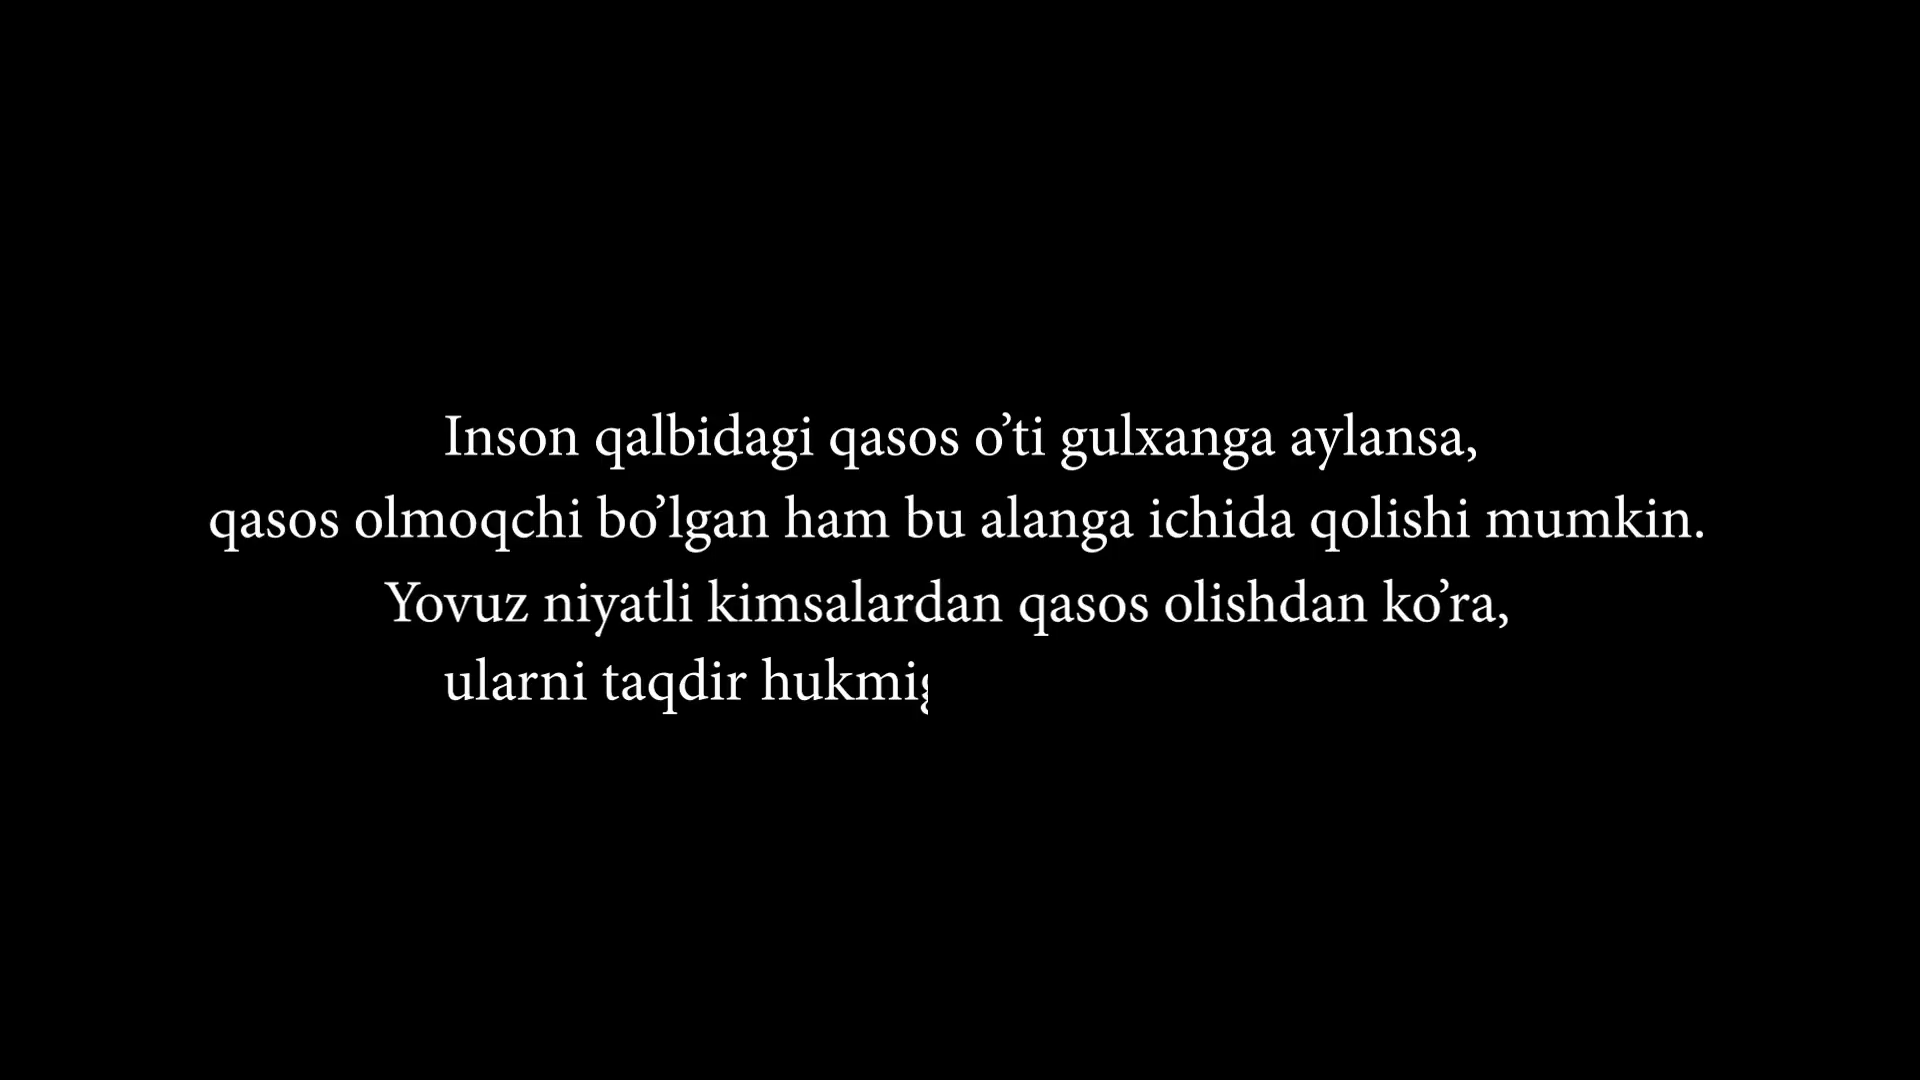 Inson qalbidagi qasos o’ti gulxanga aylansa,
qasos olmoqchi bo’lgan ham bu alanga ichida qolishi mumkin.
Yovuz niyatli kimsalardan qasos olishdan ko’ra,
ularni taqdir